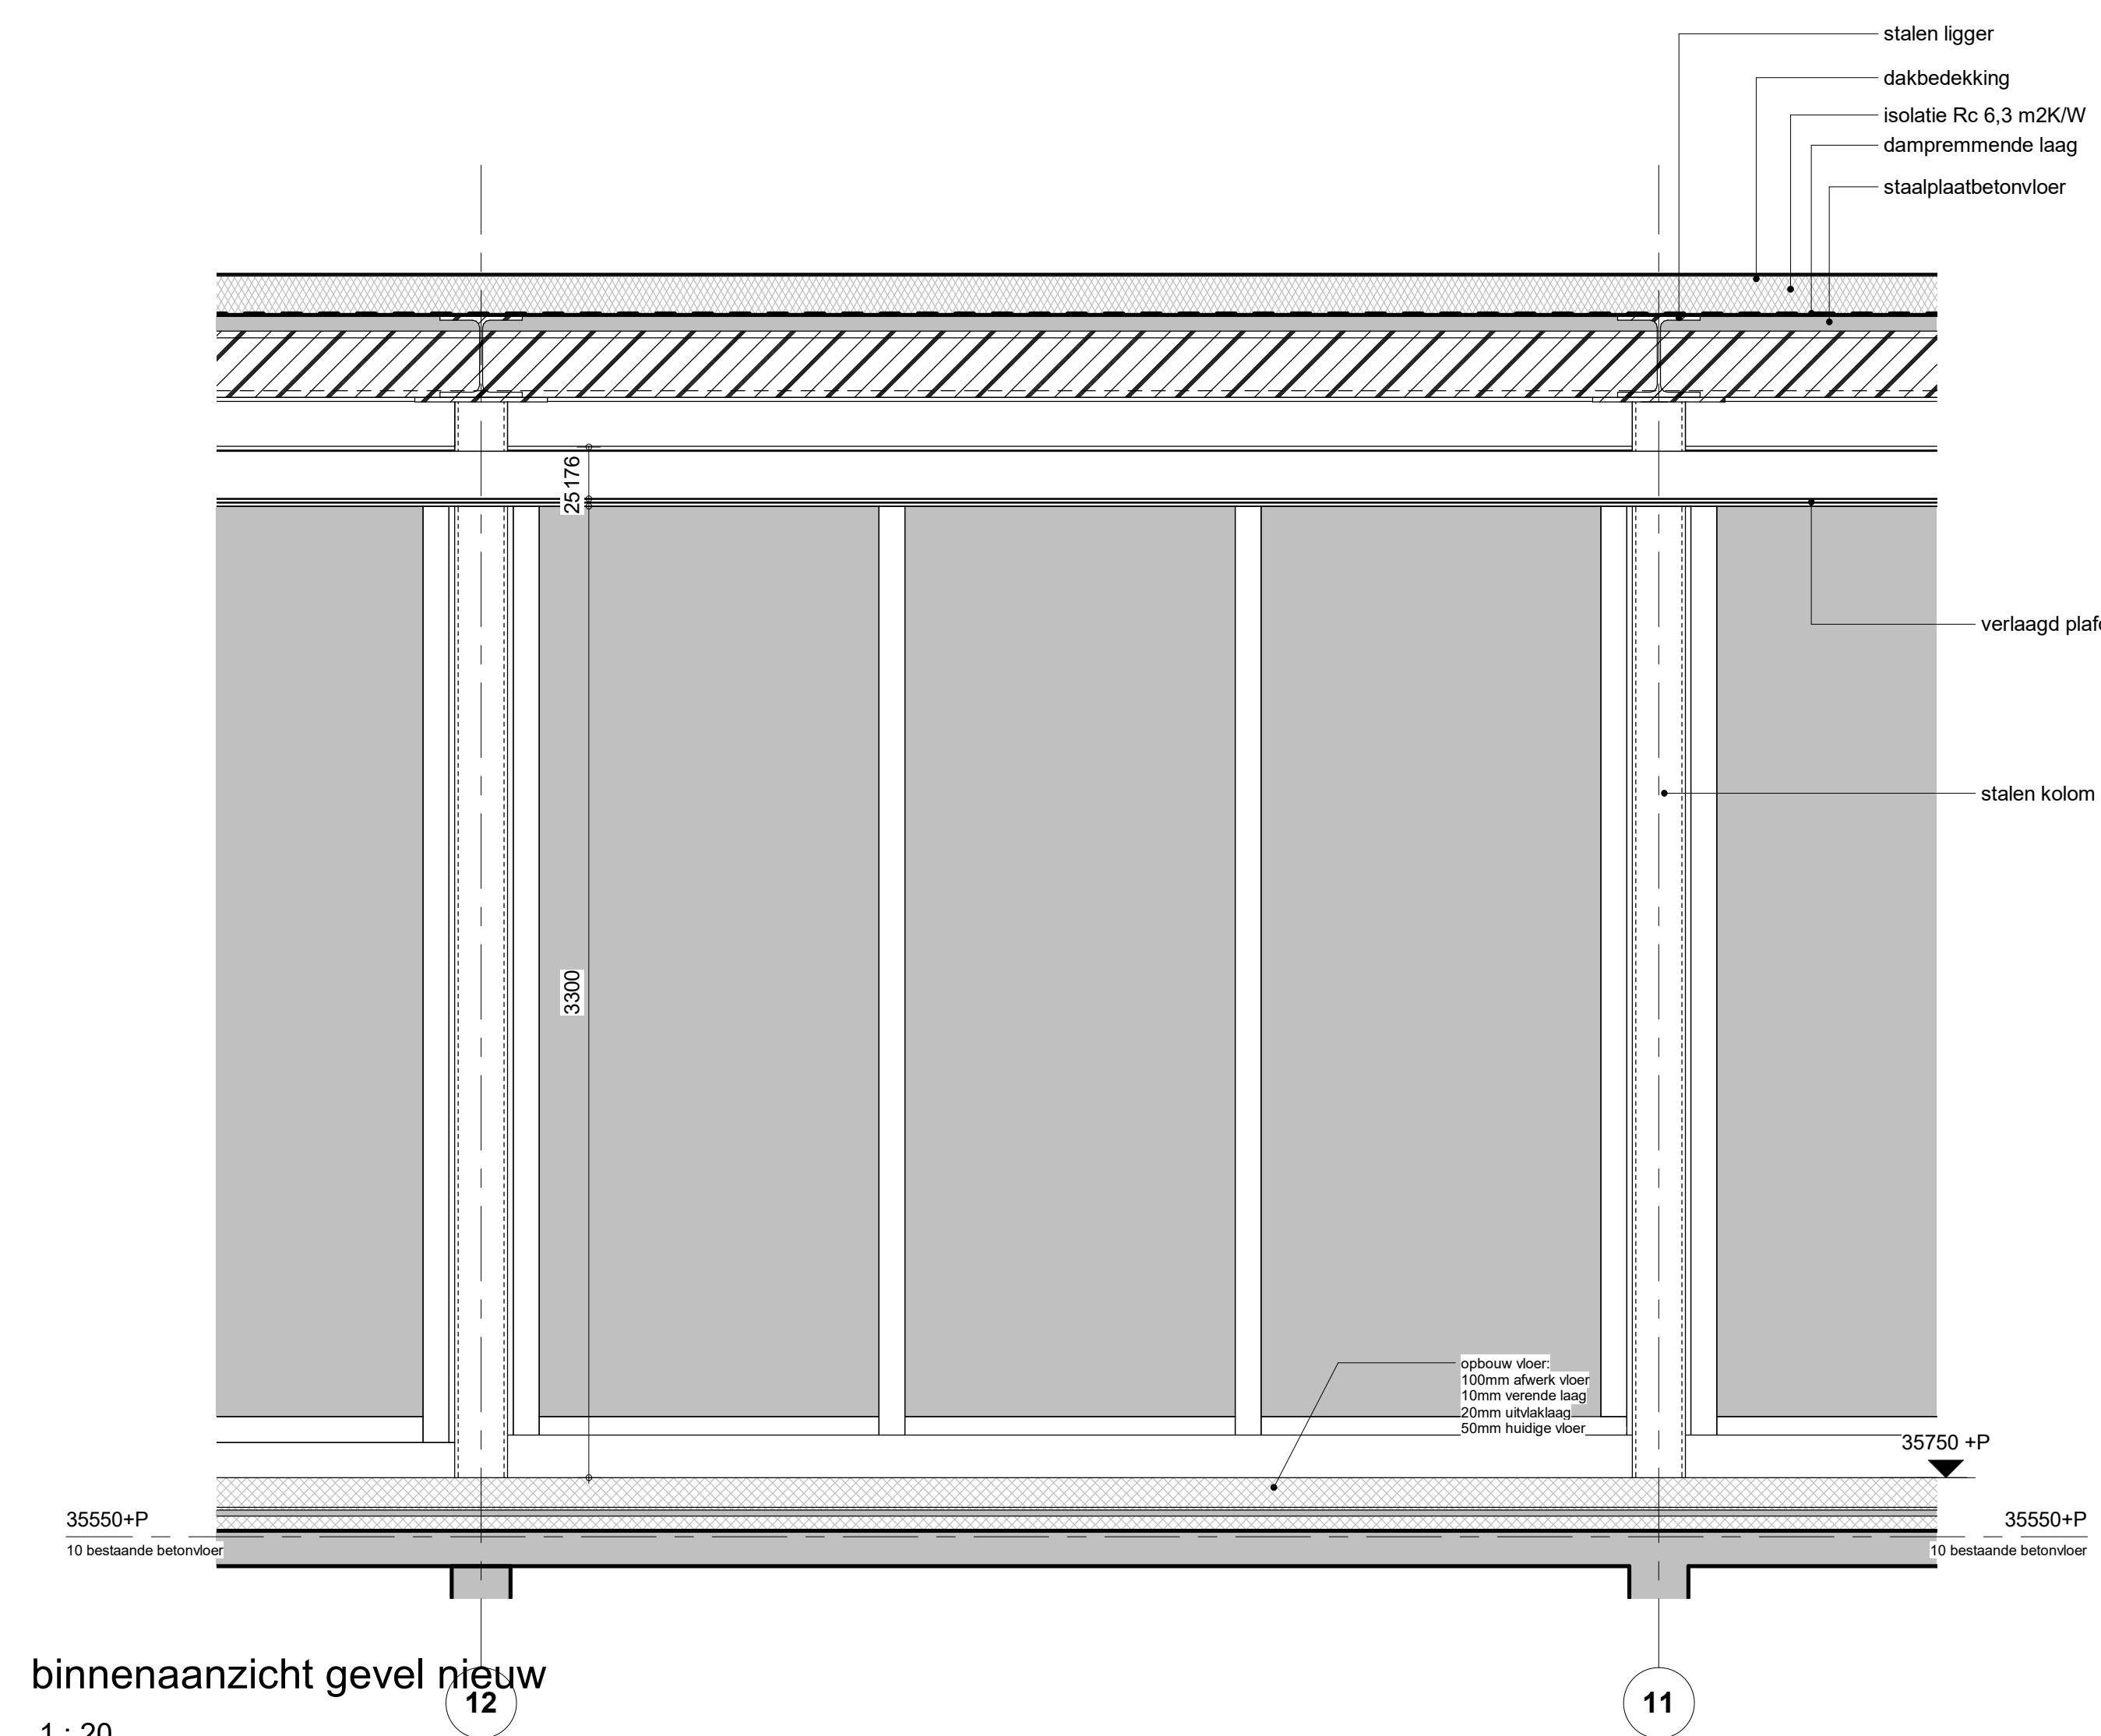 stalen ligger
dakbedekking
isolatie Rc 6,3 m2K/W
dampremmende laag
staalplaatbetonvloer
176
25
verlaagd plaf
stalen kolom
3300
opbouw vloer:
100mm afwerk vloer
10mm verende laag
20mm uitvlaklaag
50mm huidige vloer
35750 +P
35550+P
10 bestaande betonvloer
35550+P
10 bestaande betonvloer
binnenaanzicht gevel nieuw
12
11
1 : 20